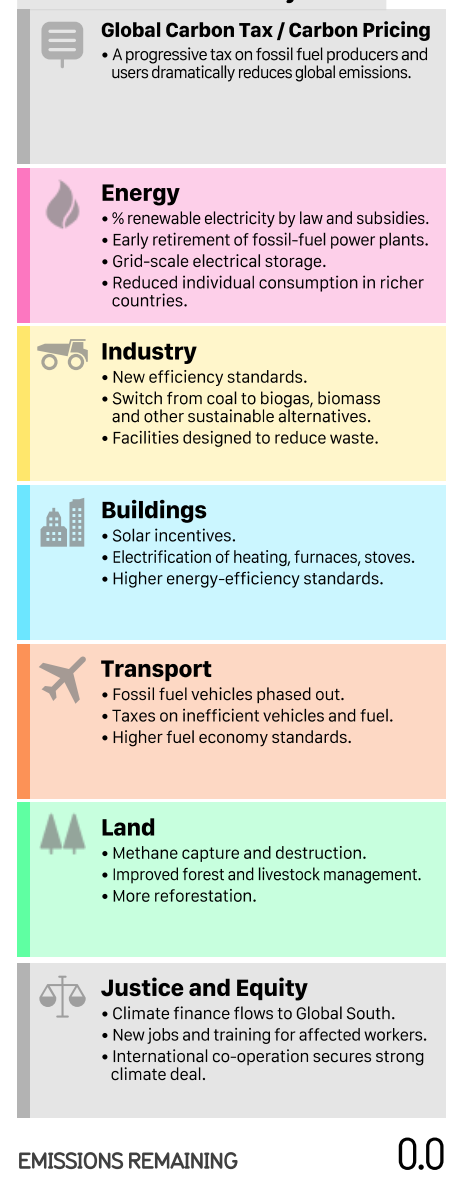 Global Carbon Tax / Carbon Pricing
• A progressive tax on fossil fuel producers and
users dramatically reduces global emissions.
Energy
• % renewable electricity by law and subsidies.
• Early retirement of fossil-fuel power plants.
• Grid-scale electrical storage.
• Reduced individual consumption in richer
countries.
Industry
• New efficiency standards.
• Switch from coal to biogas, biomass
and other sustainable alternatives.
• Facilities designed to reduce waste.
Buildings
• Solar incentives.
• Electrification of heating, furnaces, stoves.
• Higher energy-efficiency standards.
Transport
• Fossil fuel vehicles phased out.
• Taxes on inefficient vehicles and fuel.
• Higher fuel economy standards.
Land
• Methane capture and destruction.
• Improved forest and livestock management.
• More reforestation.
Justice and Equity
• Climate finance flows to Global South.
• New jobs and training for affected workers.
• International co-operation secures strong
climate deal.
EMISSIONS REMAINING 0.0